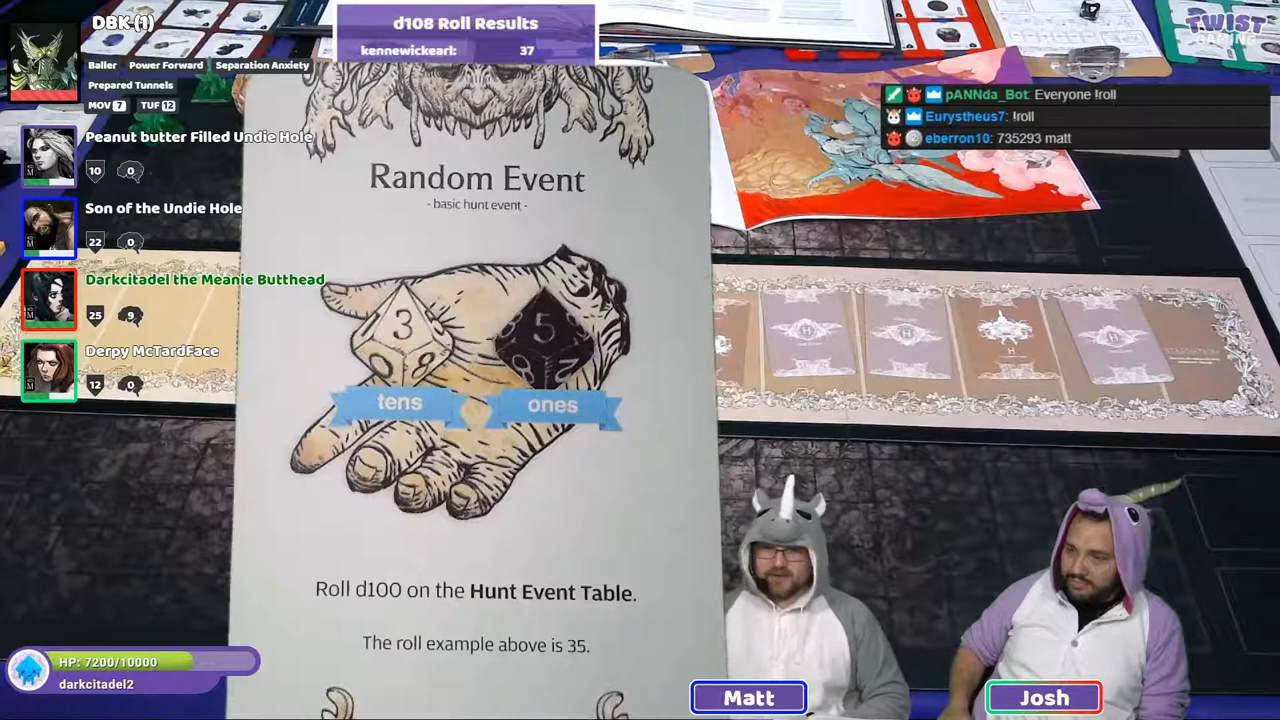 DBK (1)
Baller Power Forward Separation Anxiety
Prepared Tunnels
MOV 7 TUF 12
Peanut butter Filled Undie Hole
10 0
Son of the Undie Hole
22 0
Darkcitadel the Meanie Butthead
25 9
Derpy McTardFace
12 0
d108 Roll Results
kennewickearl: 37
TWIST
GAMING
pANNda_Bot: Everyone !roll
Eurystheus7: !roll
eberron10: 735293 matt
Random Event
- basic hunt event -
3
5
8
tens
ones
Roll d100 on the Hunt Event Table.
The roll example above is 35.
HP: 7200/10000
darkcitadel2
Matt
Josh